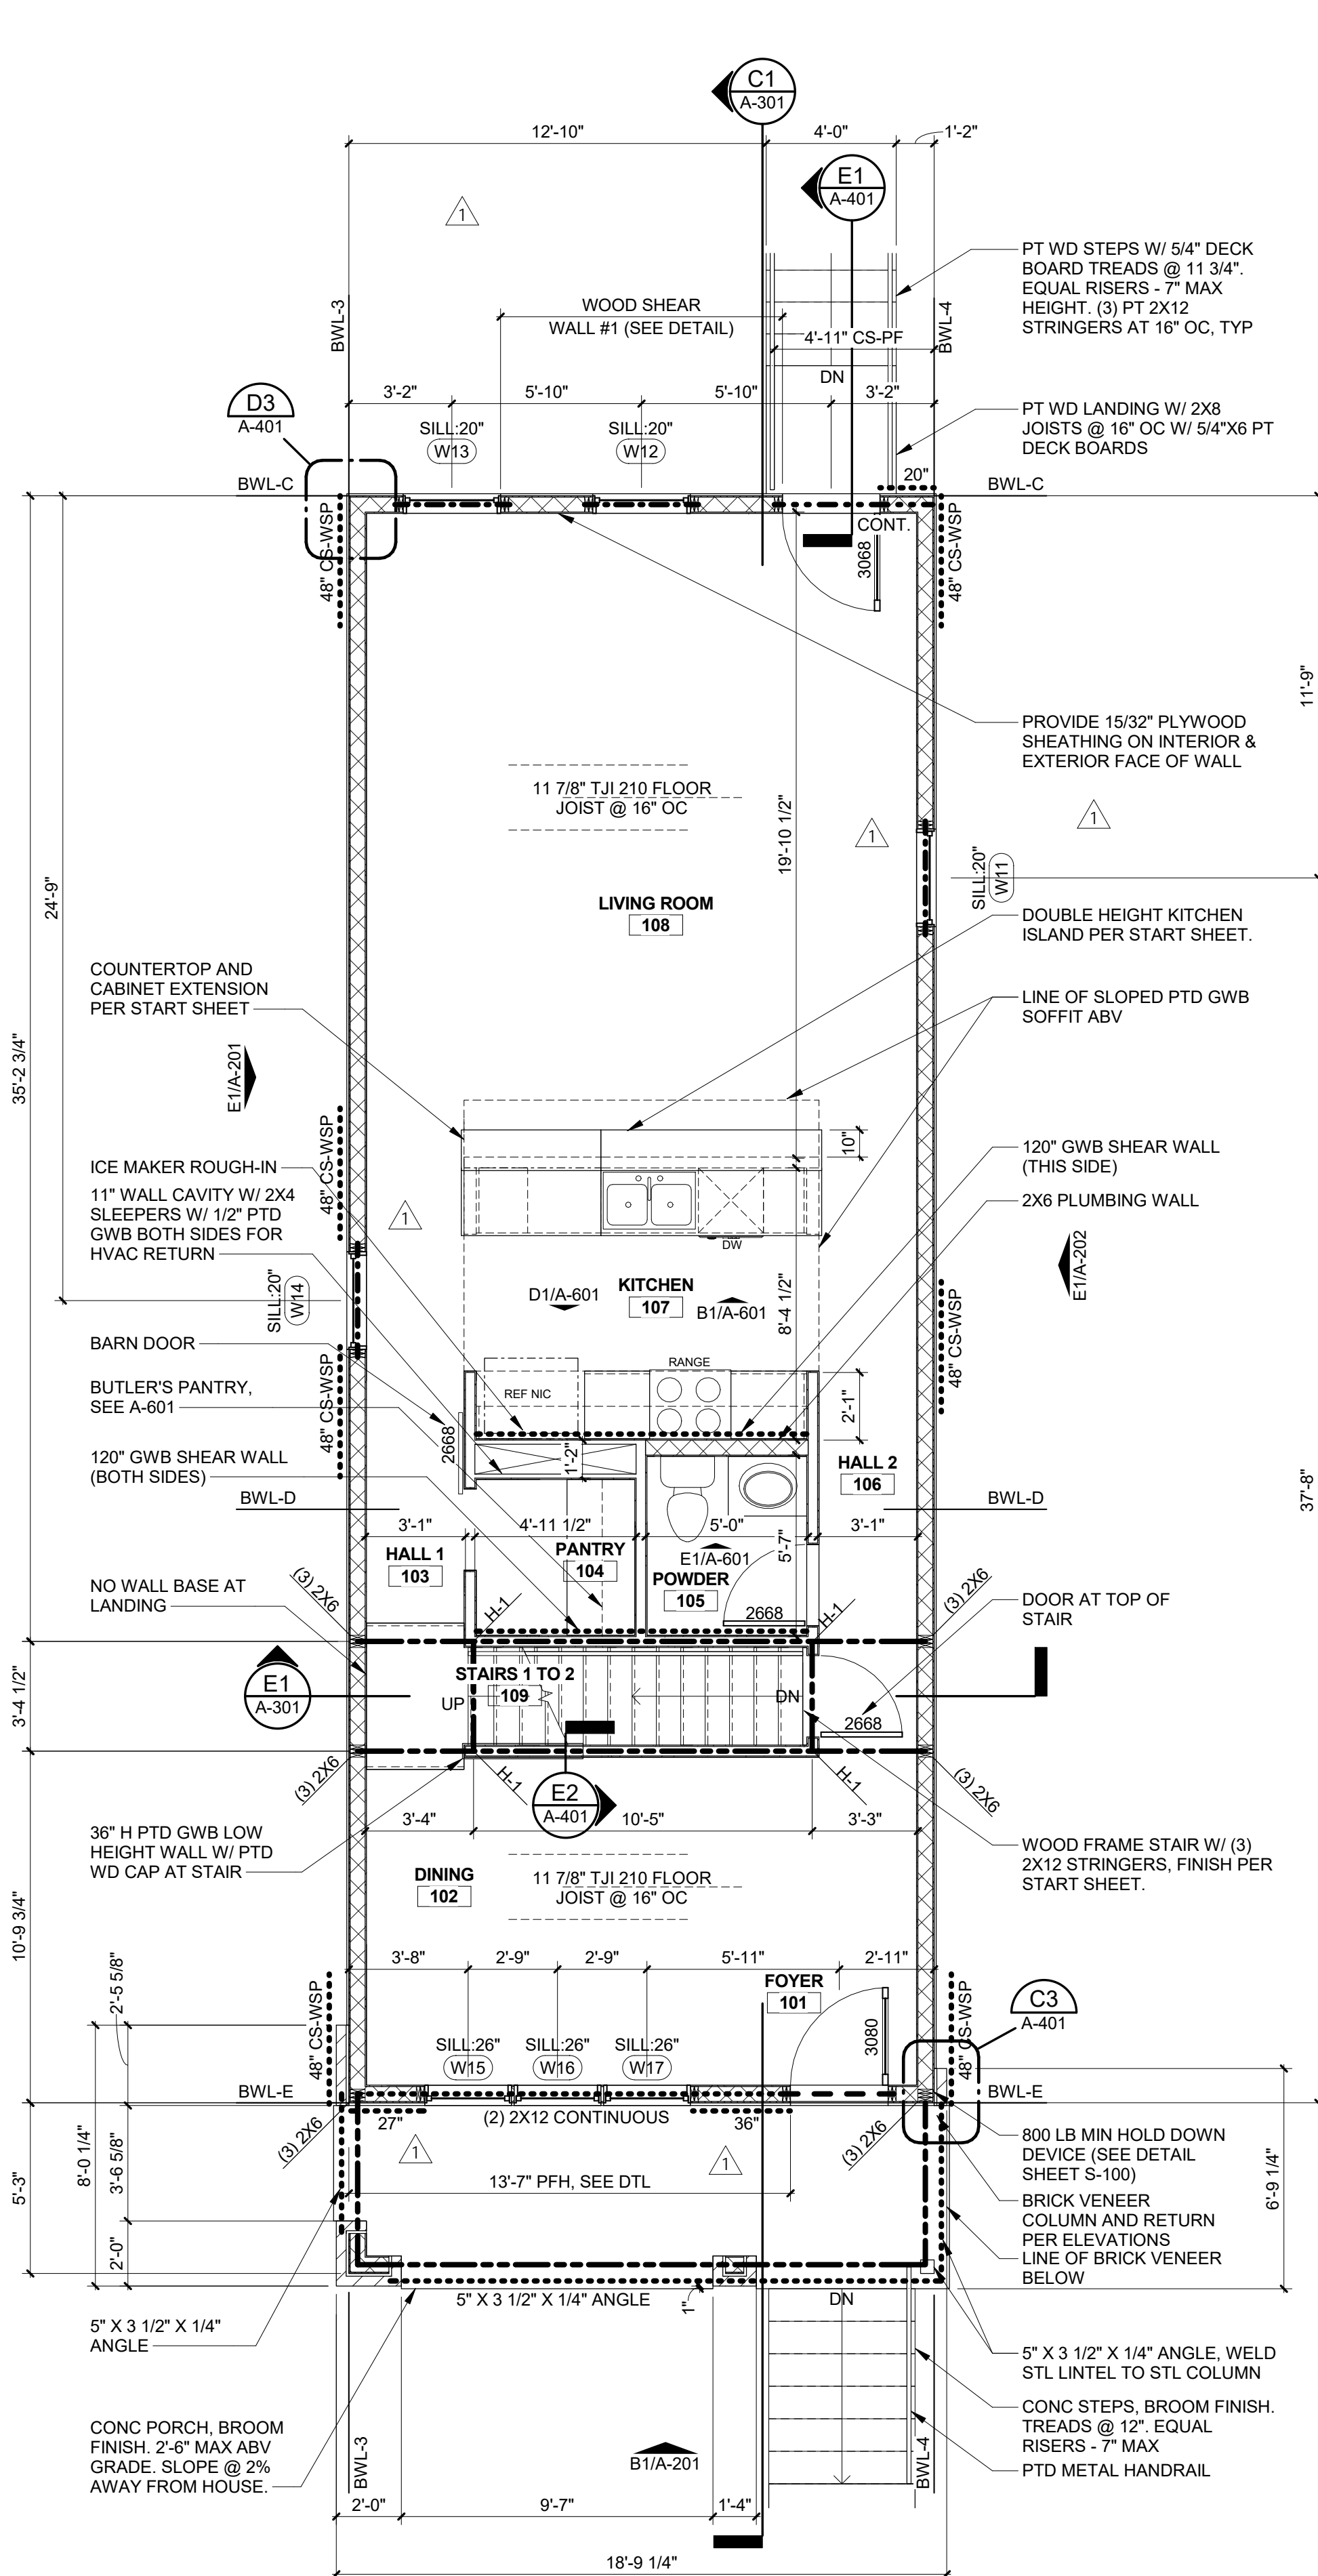 C1
A-301
12'-10"
4'-0"
1'-2"
E1
A-401
1
PT WD STEPS W/ 5/4" DECK
BOARD TREADS @ 11 3/4".
EQUAL RISERS - 7" MAX
HEIGHT. (3) PT 2X12
STRINGERS AT 16" OC, TYP
BWL-3
WOOD SHEAR
WALL #1 (SEE DETAIL)
4'-11" CS-PF
BWL-4
DN
3'-2"
5'-10"
5'-10"
3'-2"
D3
A-401
SILL:20"
W13
SILL:20"
W12
PT WD LANDING W/ 2X8
JOISTS @ 16" OC W/ 5/4"X6 PT
DECK BOARDS
20"
BWL-C
BWL-C
48" CS-WSP
CONT.
3068
48" CS-WSP
11'-9"
PROVIDE 15/32" PLYWOOD
SHEATHING ON INTERIOR &
EXTERIOR FACE OF WALL
11 7/8" TJI 210 FLOOR
JOIST @ 16" OC
19'-10 1/2"
1
1
24'-9"
SILL:20"
W11
LIVING ROOM
108
DOUBLE HEIGHT KITCHEN
ISLAND PER START SHEET.
COUNTERTOP AND
CABINET EXTENSION
PER START SHEET
LINE OF SLOPED PTD GWB
SOFFIT ABV
35'-2 3/4"
E1/A-201
10"
120" GWB SHEAR WALL
(THIS SIDE)
ICE MAKER ROUGH-IN
48" CS-WSP
11" WALL CAVITY W/ 2X4
SLEEPERS W/ 1/2" PTD
GWB BOTH SIDES FOR
HVAC RETURN
1
2X6 PLUMBING WALL
DW
E1/A-202
SILL:20"
W14
KITCHEN
107
D1/A-601
B1/A-601
8'-4 1/2"
48" CS-WSP
BARN DOOR
RANGE
REF NIC
BUTLER'S PANTRY,
SEE A-601
48" CS-WSP
2668
2'-1"
120" GWB SHEAR WALL
(BOTH SIDES)
1'-2"
HALL 2
106
37'-8"
BWL-D
BWL-D
3'-1"
4'-11 1/2"
5'-0"
3'-1"
HALL 1
103
PANTRY
104
E1/A-601
5'-7"
POWDER
105
2668
NO WALL BASE AT
LANDING
(3) 2X6
H-1
H-1
(3) 2X6
DOOR AT TOP OF
STAIR
E1
A-301
3'-4 1/2"
STAIRS 1 TO 2
109
UP
DN
2668
(3) 2X6
H-1
E2
A-401
H-1
(3) 2X6
3'-4"
10'-5"
3'-3"
36" H PTD GWB LOW
HEIGHT WALL W/ PTD
WD CAP AT STAIR
WOOD FRAME STAIR W/ (3)
2X12 STRINGERS, FINISH PER
START SHEET.
DINING
102
11 7/8" TJI 210 FLOOR
JOIST @ 16" OC
10'-9 3/4"
3'-8"
2'-9"
2'-9"
5'-11"
2'-11"
2'-5 5/8"
48" CS-WSP
FOYER
101
3080
48" CS-WSP
C3
A-401
SILL:26"
W15
SILL:26"
W16
SILL:26"
W17
BWL-E
BWL-E
27"
(2) 2X12 CONTINUOUS
36"
(3) 2X6
(3) 2X6
8'-0 1/4"
3'-6 5/8"
1
1
13'-7" PFH, SEE DTL
800 LB MIN HOLD DOWN
DEVICE (SEE DETAIL
SHEET S-100)
5'-3"
6'-9 1/4"
BRICK VENEER
COLUMN AND RETURN
PER ELEVATIONS
LINE OF BRICK VENEER
BELOW
2'-0"
5" X 3 1/2" X 1/4" ANGLE
1"
DN
5" X 3 1/2" X 1/4"
ANGLE
5" X 3 1/2" X 1/4" ANGLE, WELD
STL LINTEL TO STL COLUMN
CONC STEPS, BROOM FINISH.
TREADS @ 12". EQUAL
RISERS - 7" MAX
CONC PORCH, BROOM
FINISH. 2'-6" MAX ABV
GRADE. SLOPE @ 2%
AWAY FROM HOUSE.
BWL-3
B1/A-201
BWL-4
PTD METAL HANDRAIL
2'-0"
9'-7"
1'-4"
18'-9 1/4"